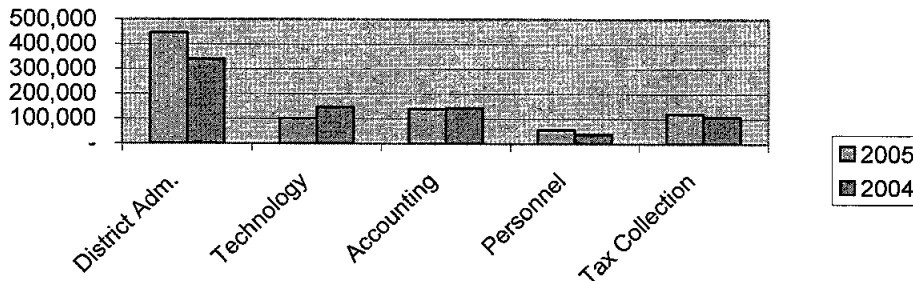 500,000
400,000
300,000
200,000
100,000
-
District Adm.
Technology
Accounting
Personnel
Tax Collection
2005
2004